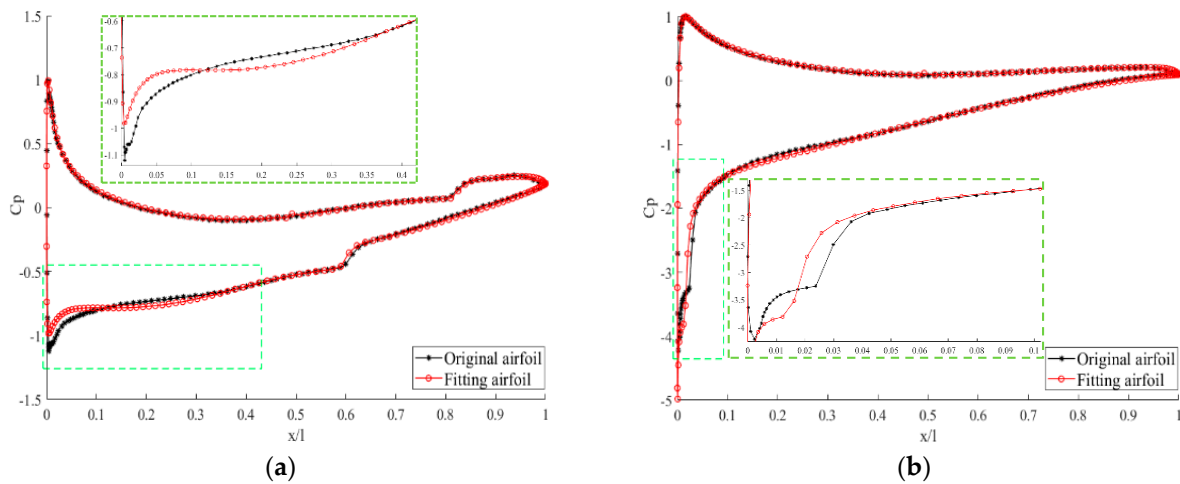 1.5
1
0.5
0
-0.5
-1
-1.5
Cp
0 0.1 0.2 0.3 0.4 0.5 0.6 0.7 0.8 0.9 1
x/l
-0.6
-0.7
-0.8
-0.9
-1
-1.1
0 0.05 0.1 0.15 0.2 0.25 0.3 0.35 0.4
Original airfoil
Fitting airfoil
(a)
1
0
-1
-2
-3
-4
-5
Cp
0 0.1 0.2 0.3 0.4 0.5 0.6 0.7 0.8 0.9 1
x/l
-1.5
-2
-2.5
-3
-3.5
-4
0 0.01 0.02 0.03 0.04 0.05 0.06 0.07 0.08 0.09 0.1
Original airfoil
Fitting airfoil
(b)